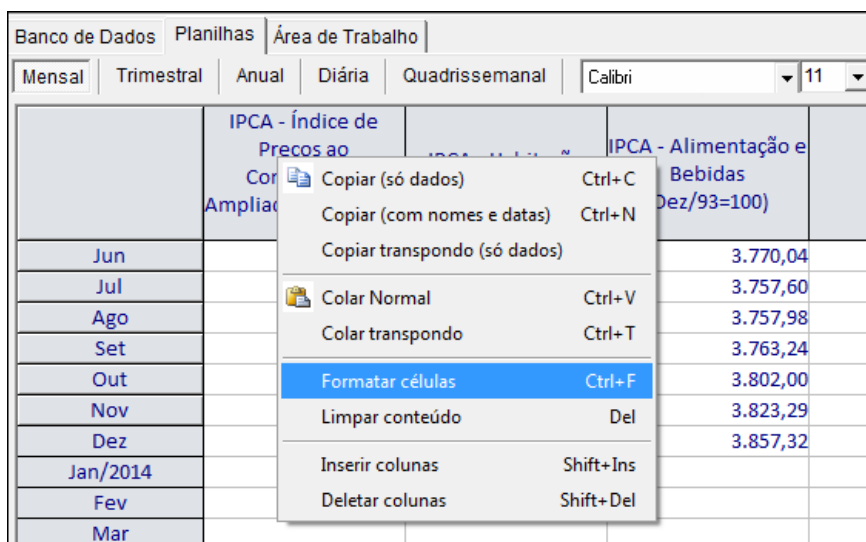 Banco de Dados Planilhas Área de Trabalho
Mensal Trimestral Anual Diária Quadrissemanal Calibri 11
IPCA - Índice de
Preços ao
IPCA - Alimentação e
Bebidas
Dez/93=100)
Copiar (só dados) Ctrl+C
Copiar (com nomes e datas) Ctrl+N
Copiar transpondo (só dados)
Colar Normal Ctrl+V
Colar transpondo Ctrl+T
Formatar células Ctrl+F
Limpar conteúdo Del
Inserir colunas Shift+Ins
Deletar colunas Shift+Del
Jun 3.770,04
Jul 3.757,60
Ago 3.757,98
Set 3.763,24
Out 3.802,00
Nov 3.823,29
Dez 3.857,32
Jan/2014
Fev
Mar